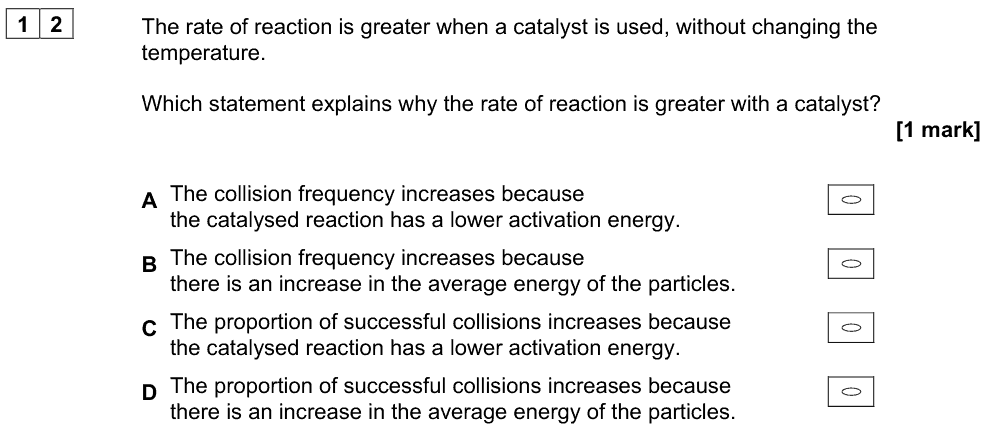 1 2 The rate of reaction is greater when a catalyst is used, without changing the
temperature.
Which statement explains why the rate of reaction is greater with a catalyst?
[1 mark]
A The collision frequency increases because
the catalysed reaction has a lower activation energy.
B The collision frequency increases because
there is an increase in the average energy of the particles.
C The proportion of successful collisions increases because
the catalysed reaction has a lower activation energy.
D The proportion of successful collisions increases because
there is an increase in the average energy of the particles.